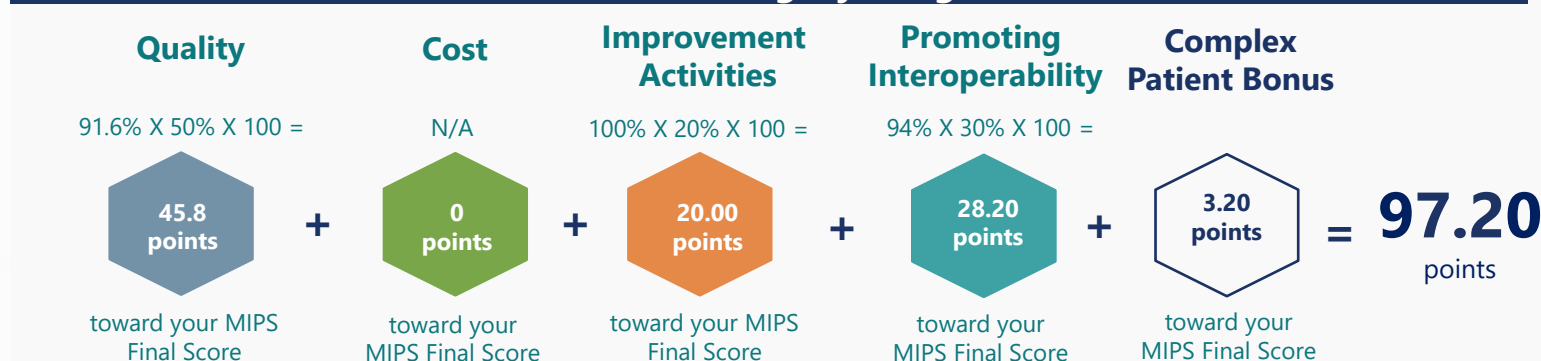 Quality
91.6% X 50% X 100 =
45.8
points
toward your MIPS
Final Score
+
Cost
N/A
0
points
toward your
MIPS Final Score
+
Improvement
Activities
100% X 20% X 100 =
20.00
points
toward your MIPS
Final Score
+
Promoting
Interoperability
94% X 30% X 100 =
28.20
points
toward your
MIPS Final Score
+
Complex
Patient Bonus
3.20
points
toward your
MIPS Final Score
=
97.20
points